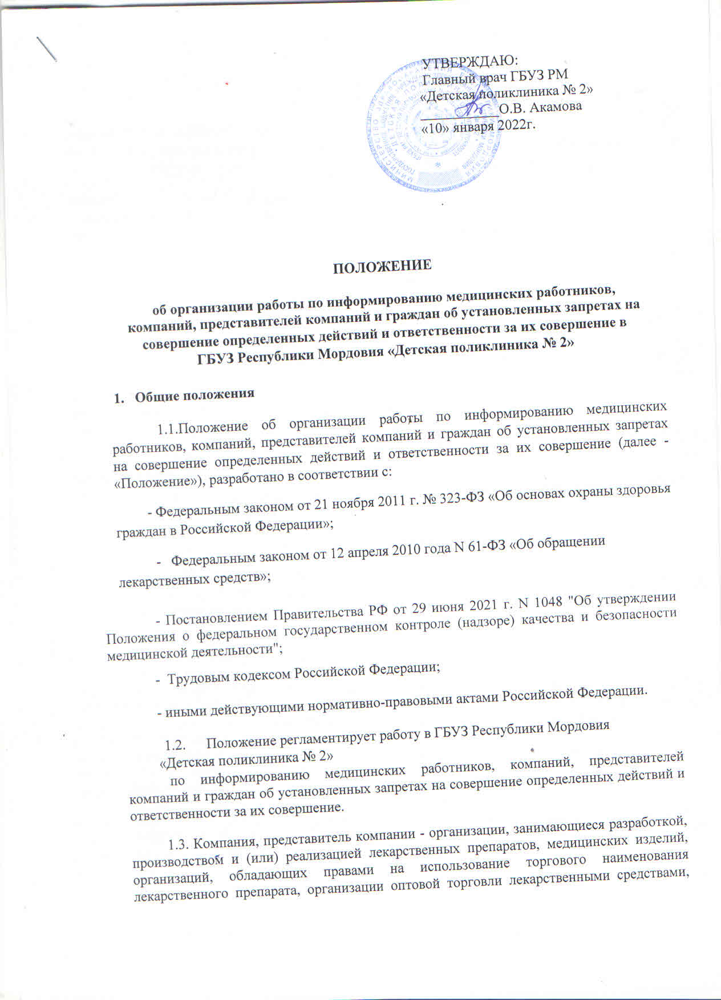 УТВЕРЖДАЮ:
Главный врач ГБУЗ РМ
«Детская поликлиника № 2»
О.В. Акамова
«10» января 2022г.
ПОЛОЖЕНИЕ
об организации работы по информированию медицинских работников,
компаний, представителей компаний и граждан об установленных запретах на
совершение определенных действий и ответственности за их совершение в
ГБУЗ Республики Мордовия «Детская поликлиника № 2»
1. Общие положения
1.1.Положение об организации работы по информированию медицинских
работников, компаний, представителей компаний и граждан об установленных запретах
на совершение определенных действий и ответственности за их совершение (далее -
«Положение»), разработано в соответствии с:
- Федеральным законом от 21 ноября 2011 г. № 323-ФЗ «Об основах охраны здоровья
граждан в Российской Федерации»;
- Федеральным законом от 12 апреля 2010 года N 61-ФЗ «Об обращении
лекарственных средств»;
- Постановлением Правительства РФ от 29 июня 2021 г. N 1048 "Об утверждении
Положения о федеральном государственном контроле (надзоре) качества и безопасности
медицинской деятельности";
- Трудовым кодексом Российской Федерации;
- иными действующими нормативно-правовыми актами Российской Федерации.
1.2. Положение регламентирует работу в ГБУЗ Республики Мордовия
«Детская поликлиника № 2»
по информированию медицинских работников, компаний, представителей
компаний и граждан об установленных запретах на совершение определенных действий и
ответственности за их совершение.
1.3. Компания, представитель компании - организации, занимающиеся разработкой,
производством и (или) реализацией лекарственных препаратов, медицинских изделий,
организаций, обладающих правами на использование торгового наименования
лекарственного препарата, организации оптовой торговли лекарственными средствами,